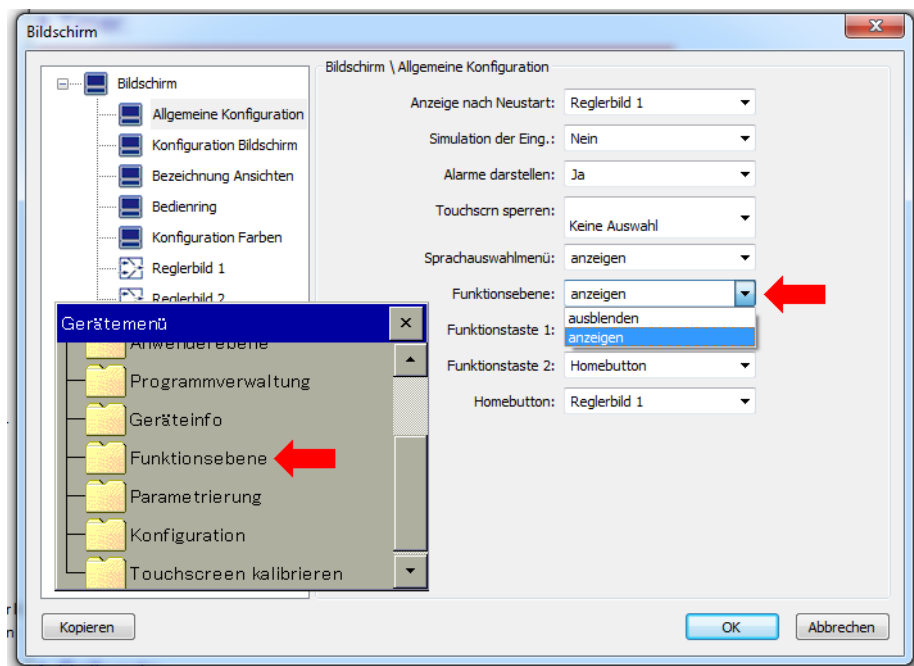 Bildschirm
Bildschirm
Allgemeine Konfiguration
Konfiguration Bildschirm
Bezeichnung Ansichten
Bedienring
Konfiguration Farben
Reglerbild 1
Reglerbild 2
Bildschirm \ Allgemeine Konfiguration
Anzeige nach Neustart: Reglerbild 1
Simulation der Eing.: Nein
Alarme darstellen: Ja
Touchscrn sperren: Keine Auswahl
Sprachauswahlmenü: anzeigen
Funktionsebene: anzeigen
ausblenden
anzeigen
Funktionstaste 1:
Funktionstaste 2: Homebutton
Homebutton: Reglerbild 1
Gerätemenü
Anwenderebene
Programmverwaltung
Geräteinfo
Funktionsebene
Parametrierung
Konfiguration
Touchscreen kalibrieren
Kopieren
OK
Abbrechen